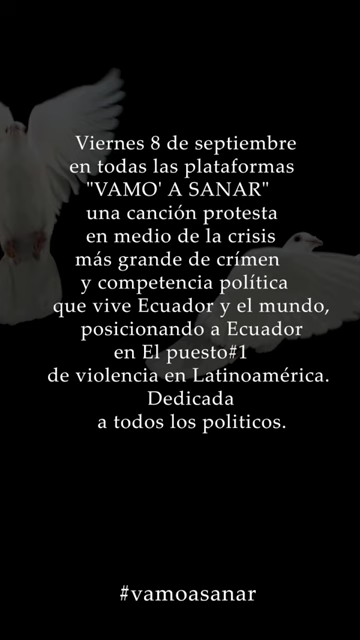 Viernes 8 de septiembre
en todas las plataformas
"VAMO' A SANAR"
una canción protesta
en medio de la crisis
más grande de crímen
y competencia política
que vive Ecuador y el mundo,
posicionando a Ecuador
en El puesto#1
de violencia en Latinoamérica.
Dedicada
a todos los politicos.
#vamoasanar